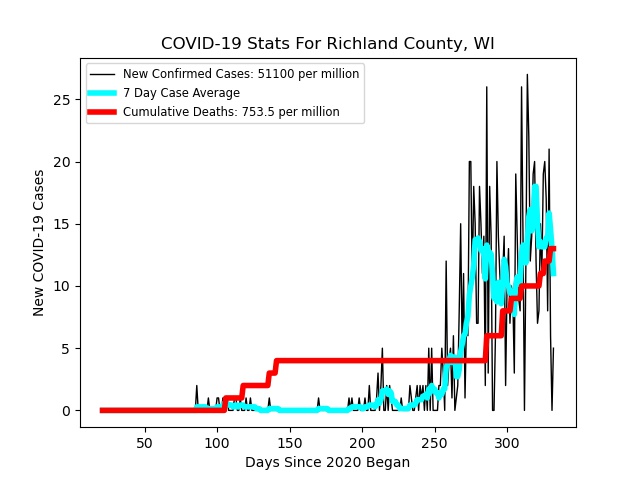 COVID-19 Stats For Richland County, WI
New Confirmed Cases: 51100 per million
7 Day Case Average
Cumulative Deaths: 753.5 per million
New COVID-19 Cases
25
20
15
10
5
0
50 100 150 200 250 300
Days Since 2020 Began